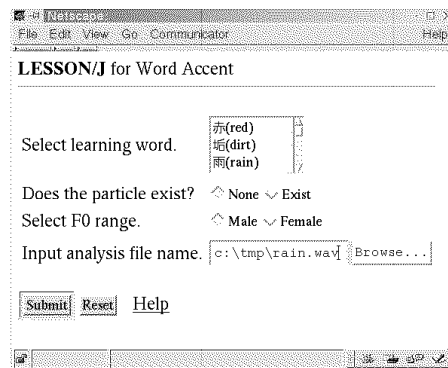 Netscape
File Edit View Go Communicator Help
LESSON/J for Word Accent
Select learning word.
赤(red)
垢(dirt)
雨(rain)
Does the particle exist? None Exist
Select F0 range. Male Female
Input analysis file name. c:\tmp\rain.wav Browse...
Submit Reset Help